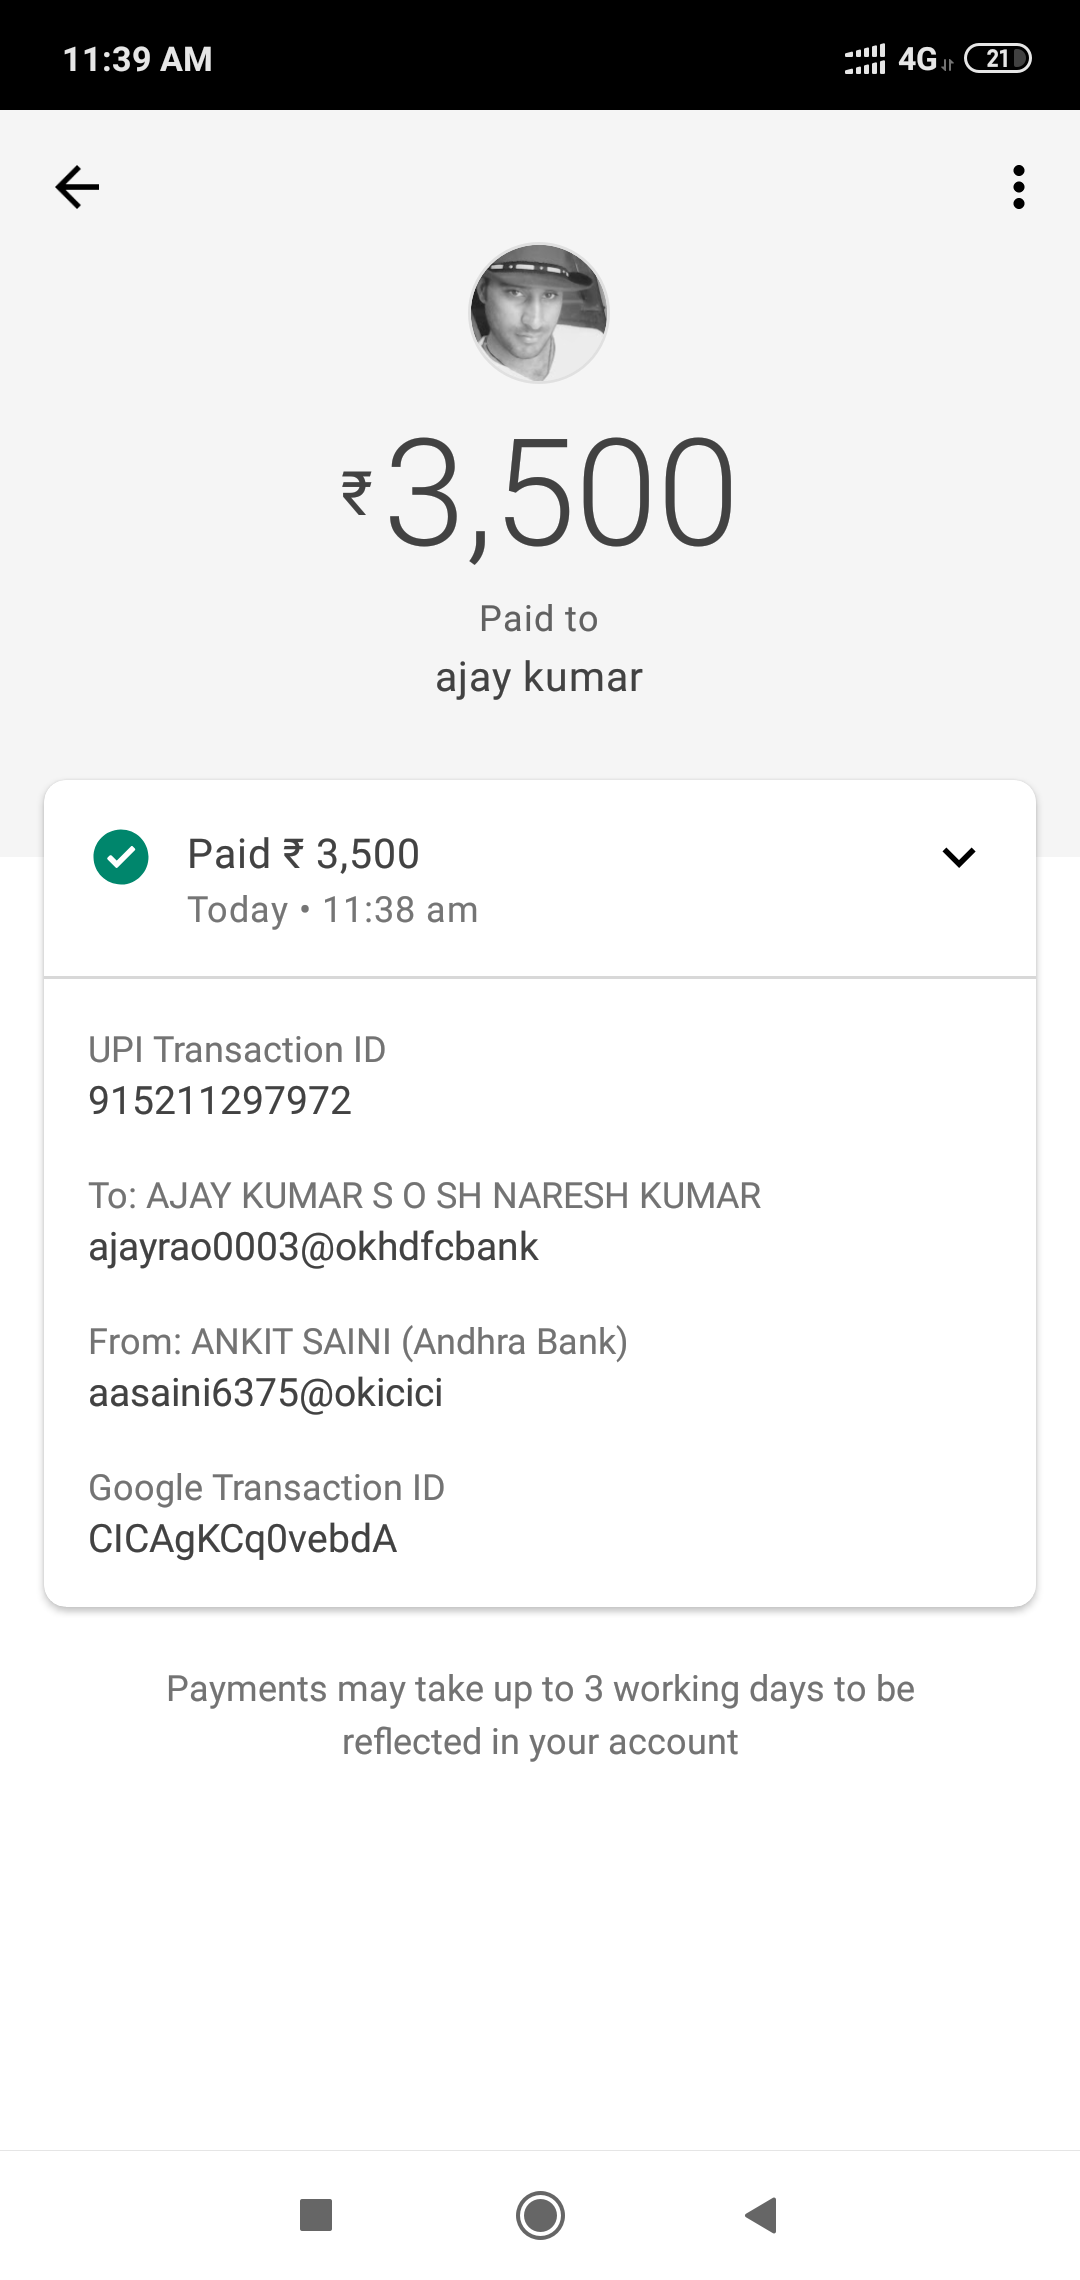 11:39 AM 4G 21
₹3,500
Paid to
ajay kumar
Paid ₹ 3,500
Today • 11:38 am
UPI Transaction ID
915211297972
To: AJAY KUMAR S O SH NARESH KUMAR
ajayrao0003@okhdfcbank
From: ANKIT SAINI (Andhra Bank)
aasaini6375@okicici
Google Transaction ID
CICAgKCq0vebdA
Payments may take up to 3 working days to be
reflected in your account